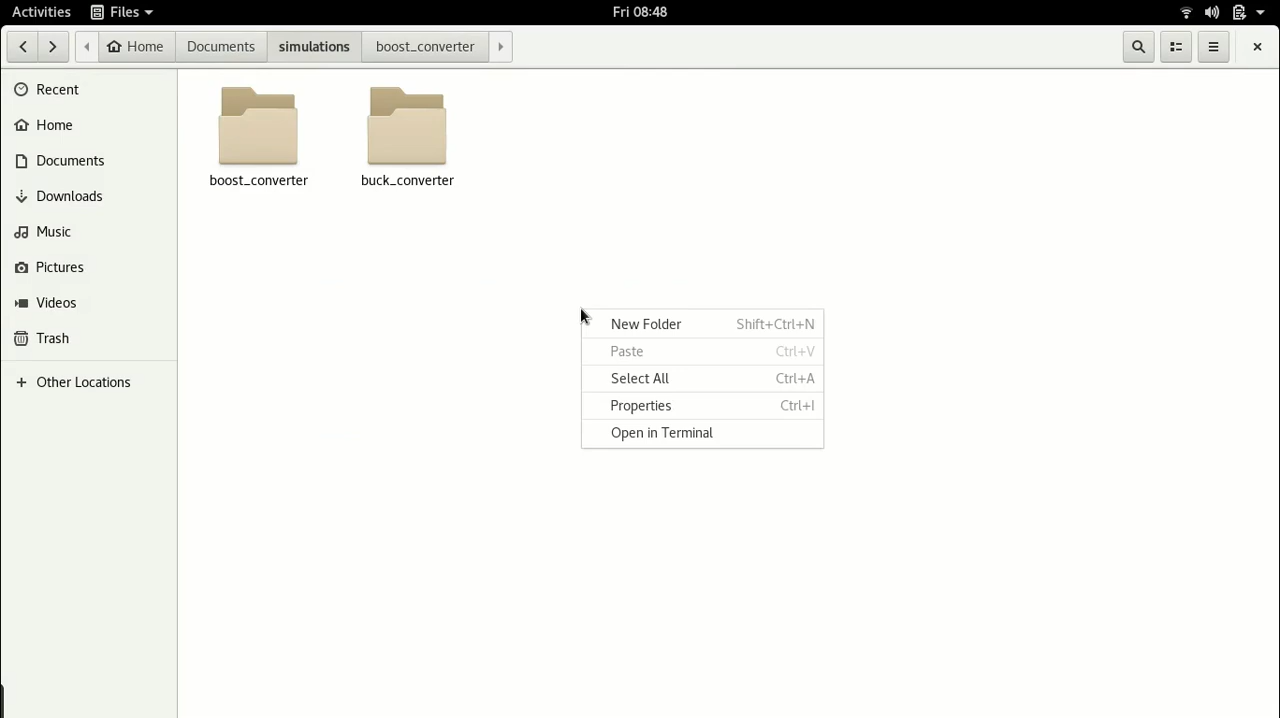 Activities Files Fri 08:48
Home Documents simulations boost_converter
Recent
Home
Documents
Downloads
Music
Pictures
Videos
Trash
Other Locations
boost_converter buck_converter
New Folder Shift+Ctrl+N
Paste Ctrl+V
Select All Ctrl+A
Properties Ctrl+I
Open in Terminal